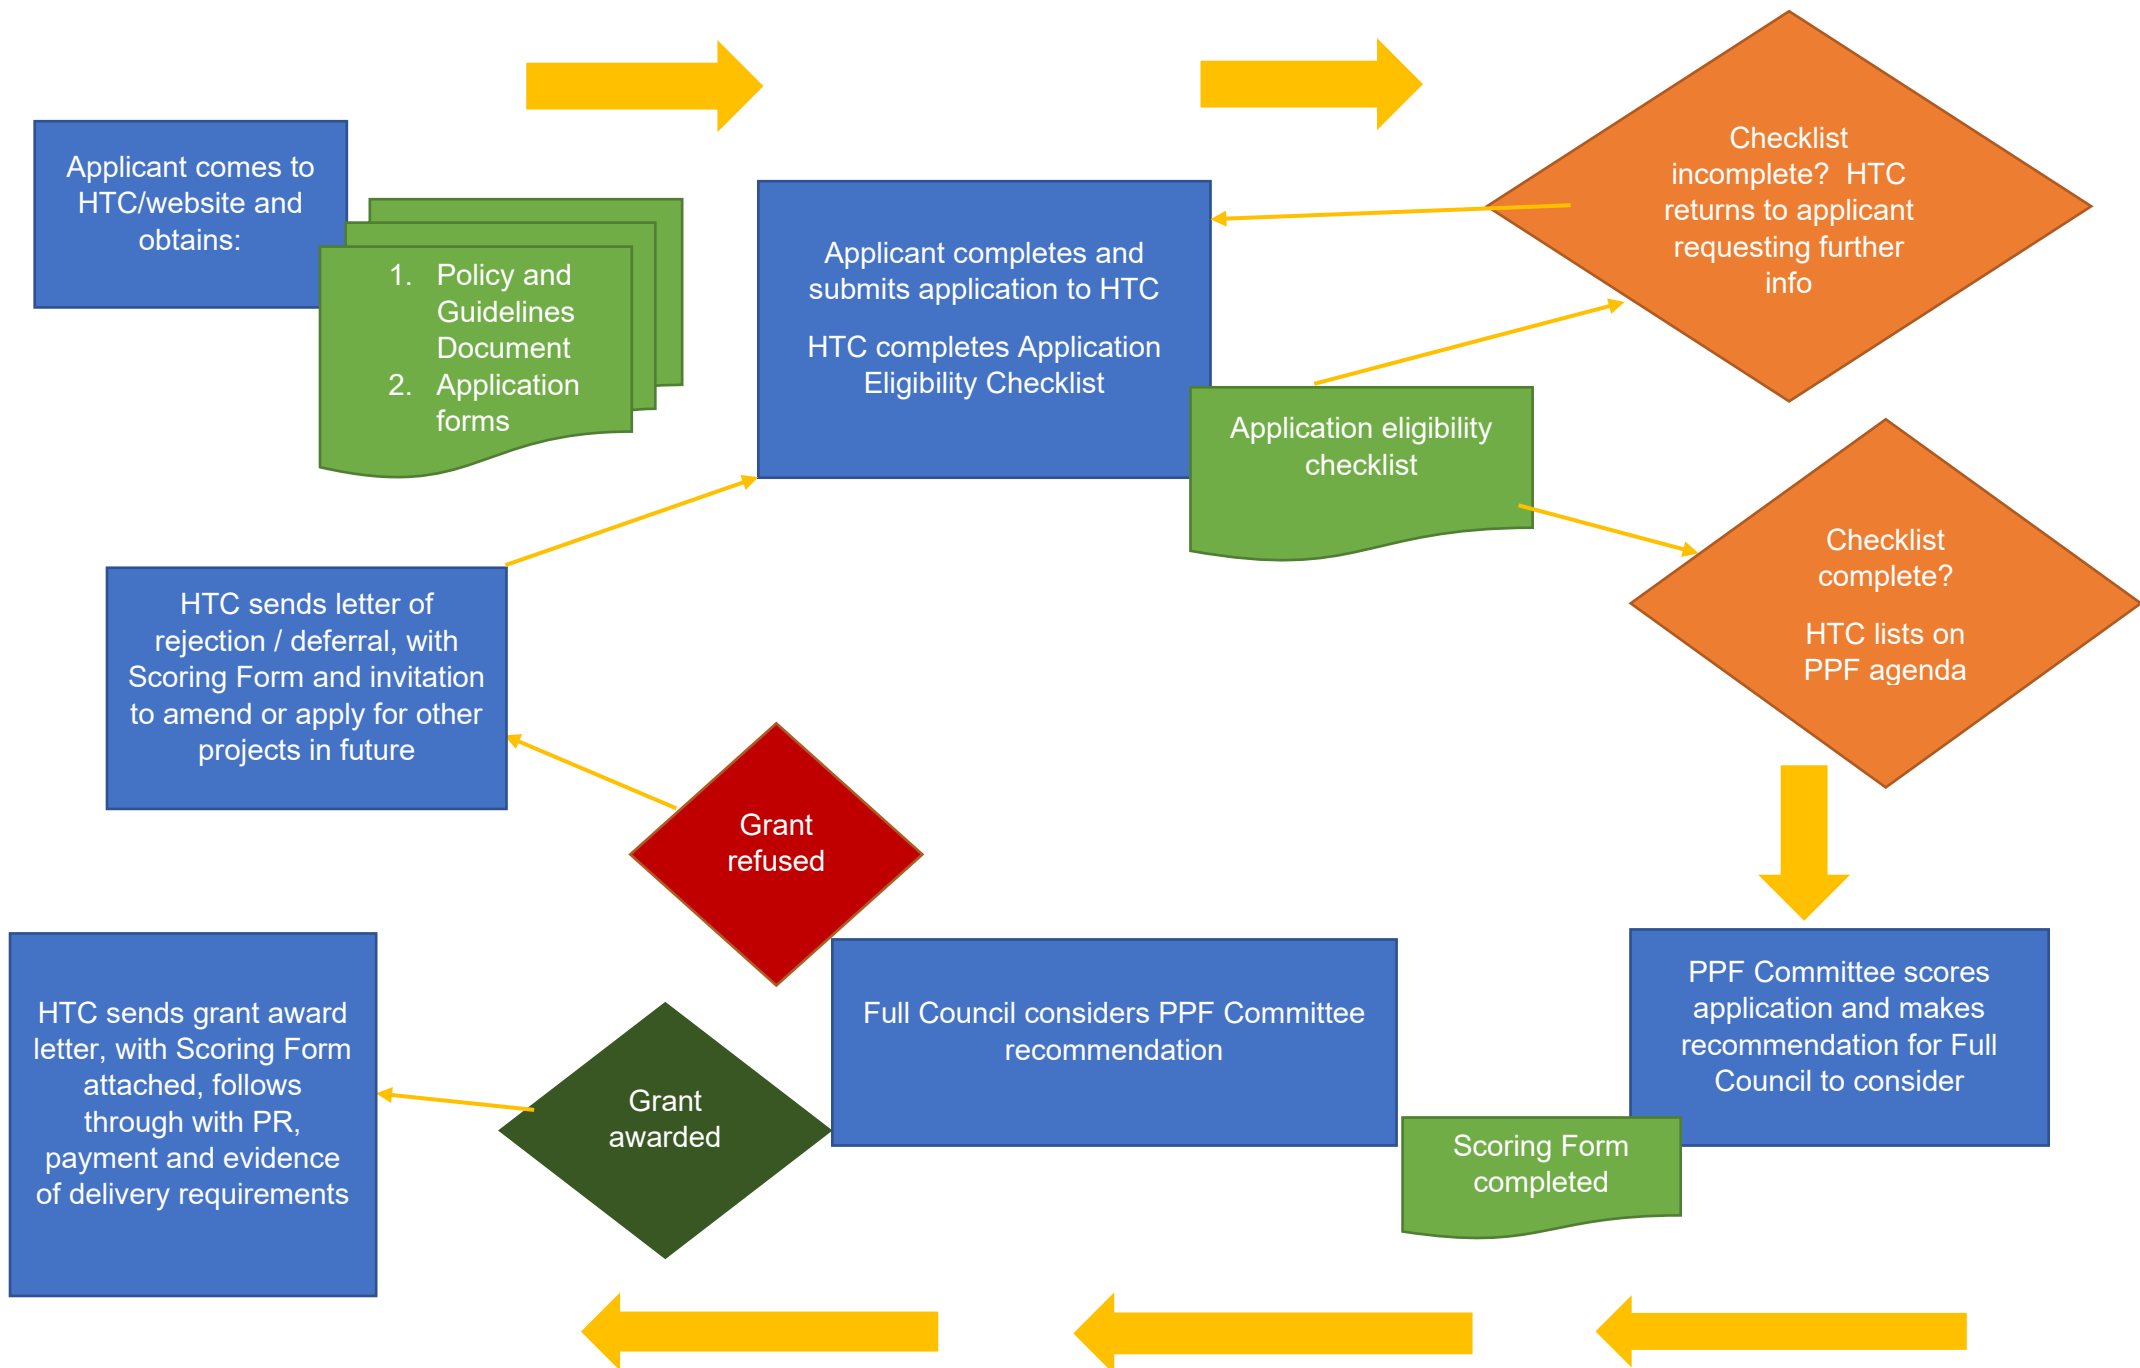 Applicant comes to
HTC/website and
obtains:
1. Policy and
Guidelines
Document
2. Application
forms
Applicant completes and
submits application to HTC
HTC completes Application
Eligibility Checklist
Application eligibility
checklist
Checklist
incomplete? HTC
returns to applicant
requesting further
info
Checklist
complete?
HTC lists on
PPF agenda
PPF Committee scores
application and makes
recommendation for Full
Council to consider
Scoring Form
completed
Full Council considers PPF Committee
recommendation
Grant
refused
HTC sends letter of
rejection / deferral, with
Scoring Form and invitation
to amend or apply for other
projects in future
Grant
awarded
HTC sends grant award
letter, with Scoring Form
attached, follows
through with PR,
payment and evidence
of delivery requirements